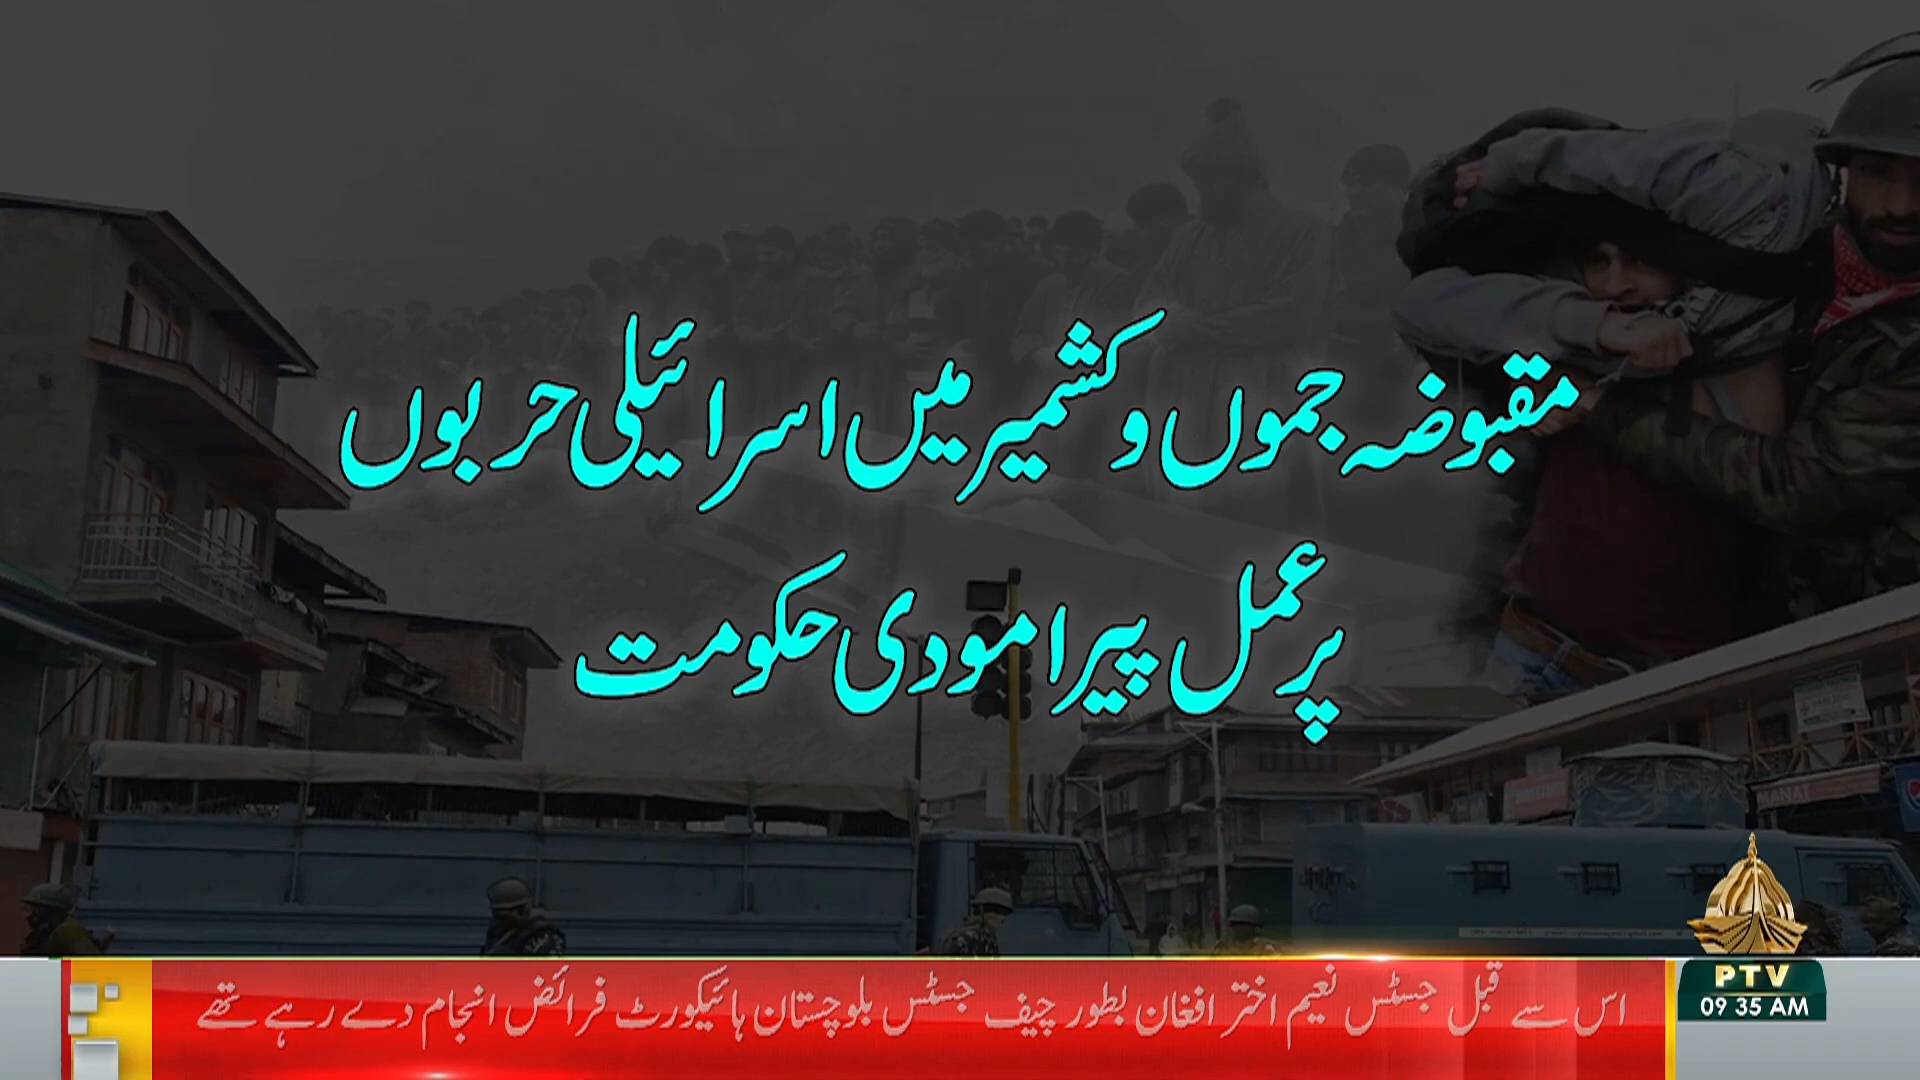 مقبوضہ جموں و کشمیر میں اسرائیلی حربوں
پر عمل پیرا مودی حکومت
MANAT
PTV
09 35 AM
اس سے قبل جسٹس نعیم اختر افغان بطور چیف جسٹس بلوچستان ہائیکورٹ فرائض انجام دے رہے تھے